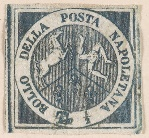 BOLLO DELLA POSTA NAPOLETANA
½ T